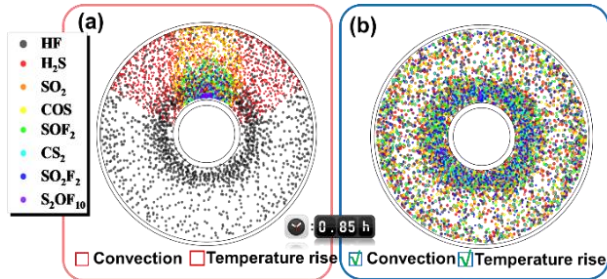 (a)
(b)
HF
H₂S
SO₂
COS
SOF₂
CS₂
SO₂F₂
S₂OF₁₀
: 0.85 h
Convection Temperature rise
Convection Temperature rise